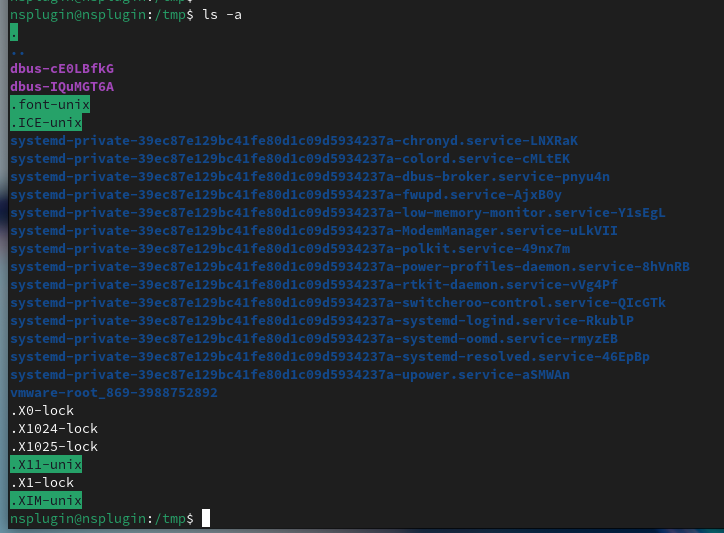 nsplugin@nsplugin:/tmp$ ls -a
.
..
dbus-cE0LBfkG
dbus-IQuMGT6A
.font-unix
.ICE-unix
systemd-private-39ec87e129bc41fe80d1c09d5934237a-chronyd.service-LNXRaK
systemd-private-39ec87e129bc41fe80d1c09d5934237a-colord.service-cMLtEK
systemd-private-39ec87e129bc41fe80d1c09d5934237a-dbus-broker.service-pnyu4n
systemd-private-39ec87e129bc41fe80d1c09d5934237a-fwupd.service-AjxB0y
systemd-private-39ec87e129bc41fe80d1c09d5934237a-low-memory-monitor.service-Y1sEgL
systemd-private-39ec87e129bc41fe80d1c09d5934237a-ModemManager.service-uLkVII
systemd-private-39ec87e129bc41fe80d1c09d5934237a-polkit.service-49nx7m
systemd-private-39ec87e129bc41fe80d1c09d5934237a-power-profiles-daemon.service-8hVnRB
systemd-private-39ec87e129bc41fe80d1c09d5934237a-rtkit-daemon.service-vVg4Pf
systemd-private-39ec87e129bc41fe80d1c09d5934237a-switcheroo-control.service-QIcGTk
systemd-private-39ec87e129bc41fe80d1c09d5934237a-systemd-logind.service-RkublP
systemd-private-39ec87e129bc41fe80d1c09d5934237a-systemd-oomd.service-rmyzEB
systemd-private-39ec87e129bc41fe80d1c09d5934237a-systemd-resolved.service-46EpBp
systemd-private-39ec87e129bc41fe80d1c09d5934237a-upower.service-aSMWAn
vmware-root_869-3988752892
.X0-lock
.X1024-lock
.X1025-lock
.X11-unix
.X1-lock
.XIM-unix
nsplugin@nsplugin:/tmp$